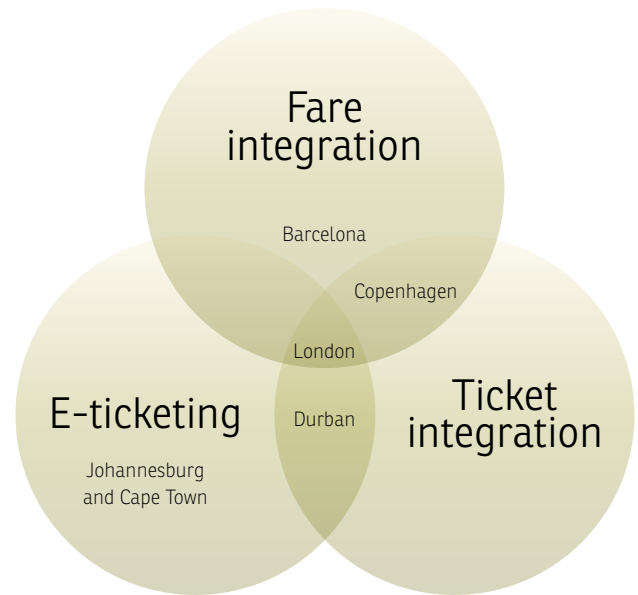 Fare
integration
Barcelona
Copenhagen
London
E-ticketing
Ticket
integration
Durban
Johannesburg
and Cape Town